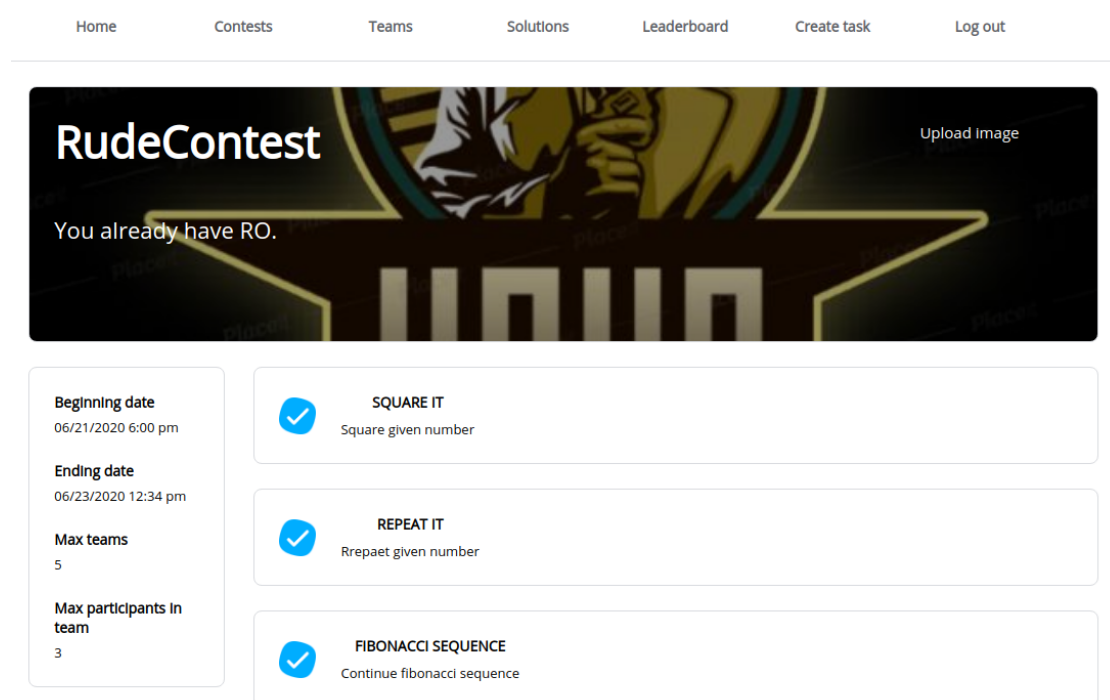 Home Contests Teams Solutions Leaderboard Create task Log out
RudeContest
Upload image
You already have RO.
Beginning date
06/21/2020 6:00 pm
Ending date
06/23/2020 12:34 pm
Max teams
5
Max participants in
team
3
SQUARE IT
Square given number
REPEAT IT
Rrepaet given number
FIBONACCI SEQUENCE
Continue fibonacci sequence